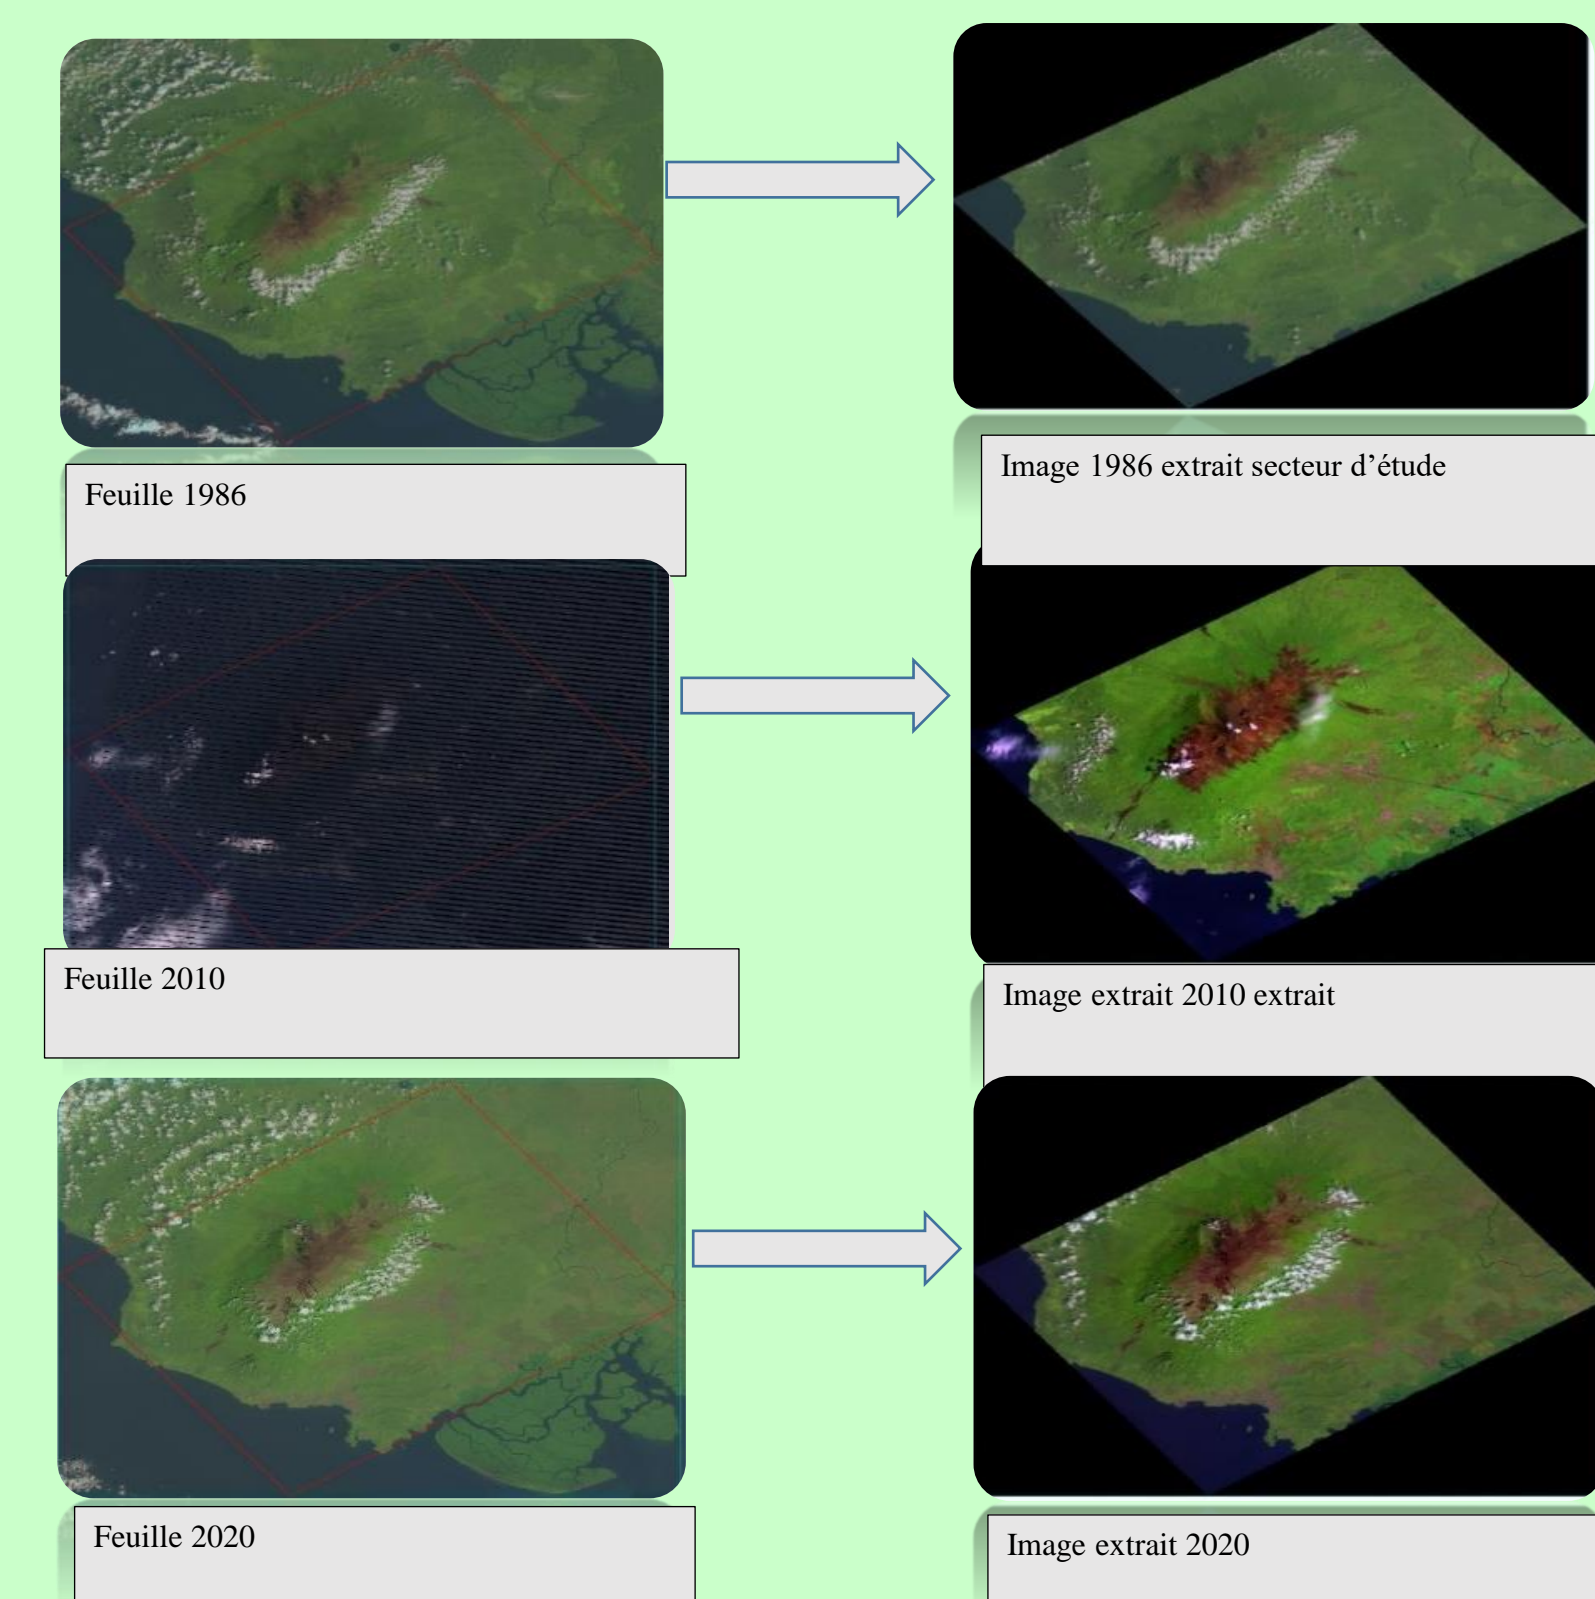 Feuille 1986
Image 1986 extrait secteur d’étude
Feuille 2010
Image extrait 2010 extrait
Feuille 2020
Image extrait 2020